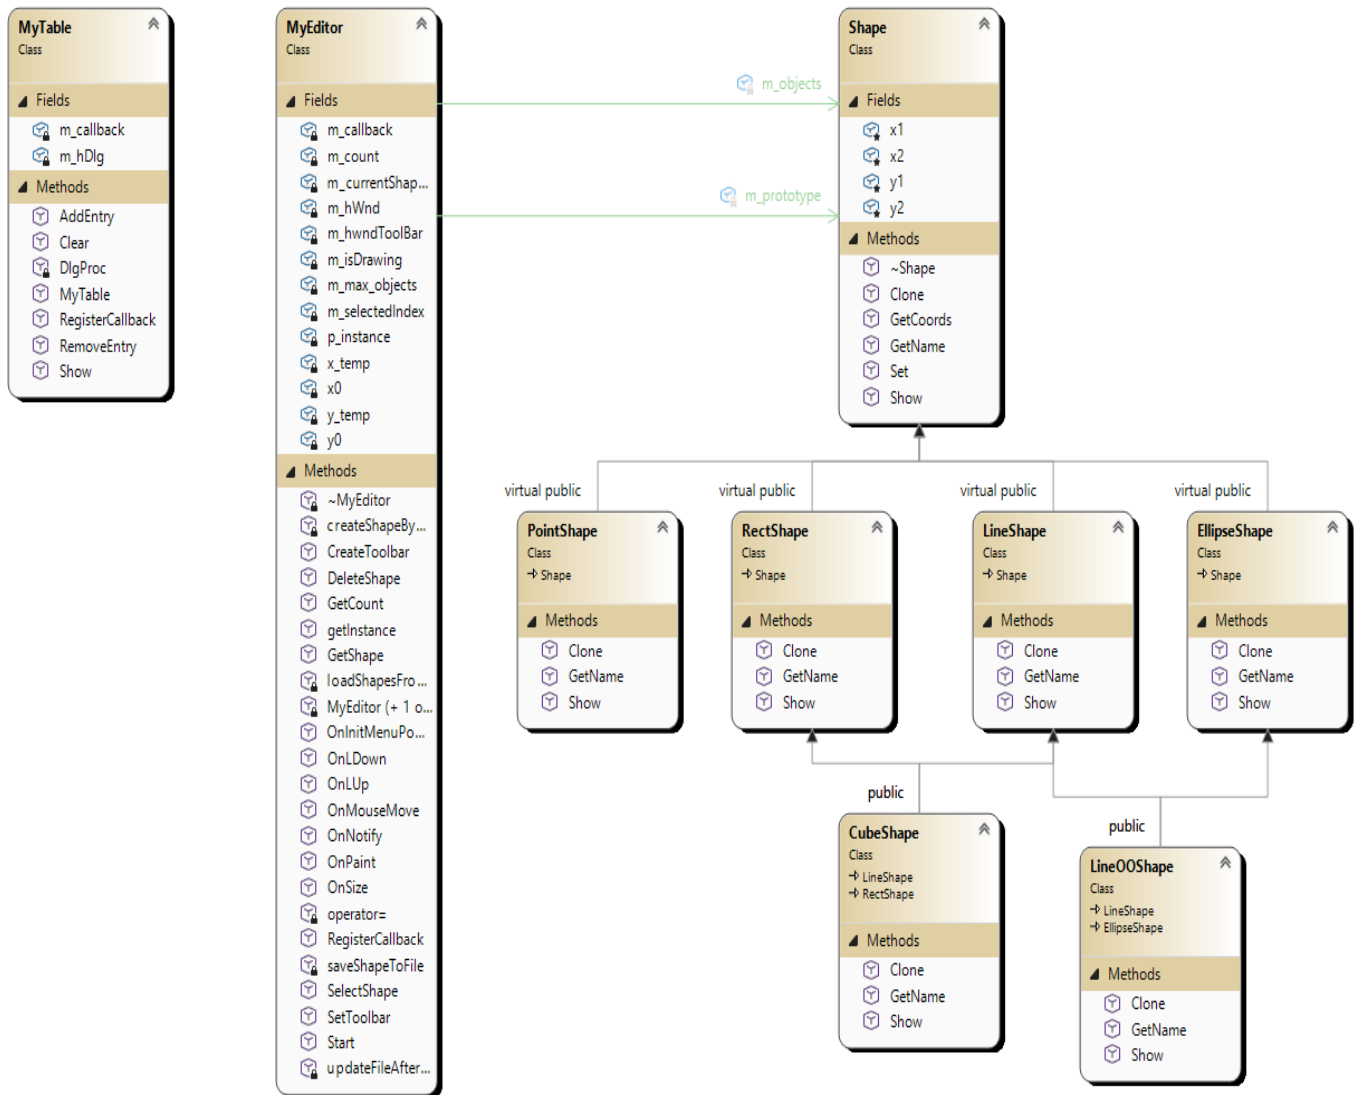 MyTable
Class
Fields
m_callback
m_hDlg
Methods
AddEntry
Clear
DlgProc
MyTable
RegisterCallback
RemoveEntry
Show
MyEditor
Class
Fields
m_callback
m_count
m_currentShap...
m_hWnd
m_hwndToolBar
m_isDrawing
m_max_objects
m_selectedIndex
p_instance
x_temp
x0
y_temp
y0
Methods
~MyEditor
createShapeBy...
CreateToolbar
DeleteShape
GetCount
getInstance
GetShape
loadShapesFro...
MyEditor (+ 1 o...
OnInitMenuPo...
OnLDown
OnLUp
OnMouseMove
OnNotify
OnPaint
OnSize
operator=
RegisterCallback
saveShapeToFile
SelectShape
SetToolbar
Start
updateFileAfter...
m_objects
m_prototype
Shape
Class
Fields
x1
x2
y1
y2
Methods
~Shape
Clone
GetCoords
GetName
Set
Show
virtual public
virtual public
virtual public
virtual public
PointShape
Class
Shape
Methods
Clone
GetName
Show
RectShape
Class
Shape
Methods
Clone
GetName
Show
LineShape
Class
Shape
Methods
Clone
GetName
Show
EllipseShape
Class
Shape
Methods
Clone
GetName
Show
public
CubeShape
Class
LineShape
RectShape
Methods
Clone
GetName
Show
public
LineOOShape
Class
LineShape
EllipseShape
Methods
Clone
GetName
Show